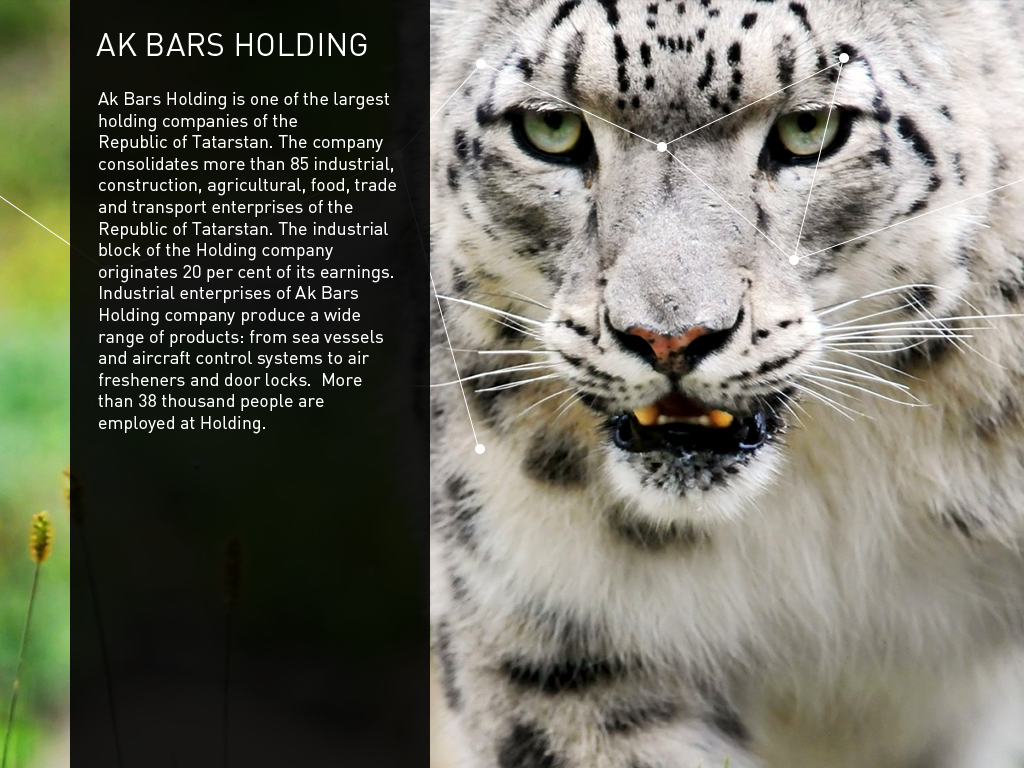 AK BARS HOLDING
Ak Bars Holding is one of the largest
holding companies of the
Republic of Tatarstan. The company
consolidates more than 85 industrial,
construction, agricultural, food, trade
and transport enterprises of the
Republic of Tatarstan. The industrial
block of the Holding company
originates 20 per cent of its earnings.
Industrial enterprises of Ak Bars
Holding company produce a wide
range of products: from sea vessels
and aircraft control systems to air
fresheners and door locks.  More
than 38 thousand people are
employed at Holding.